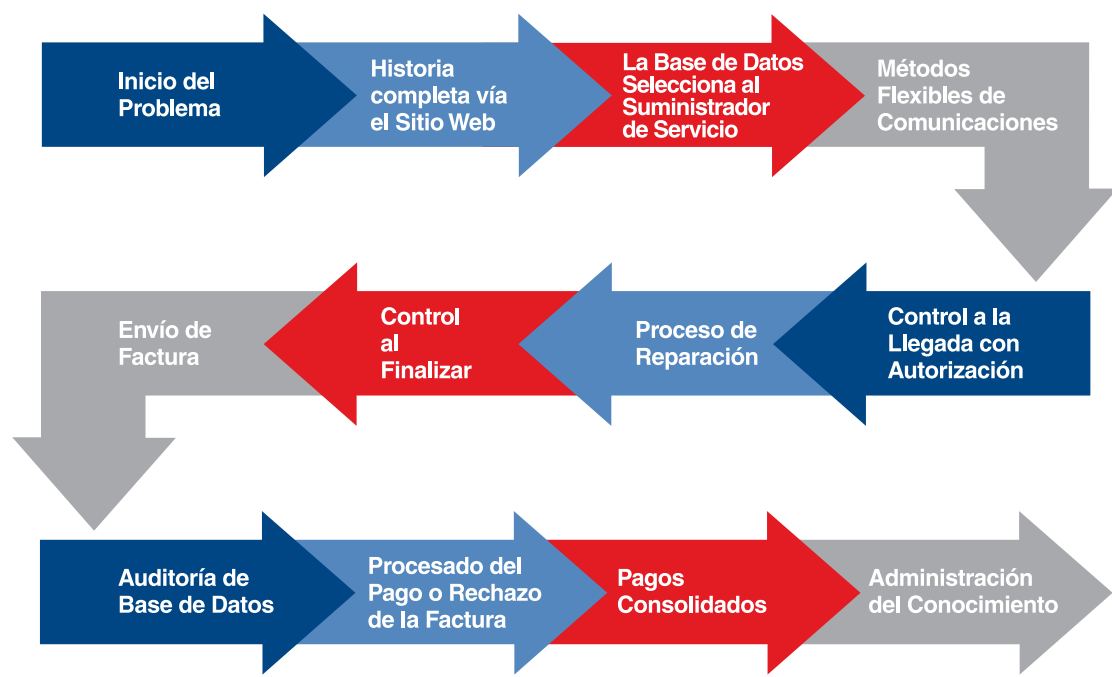 Inicio del
Problema
Historia
completa vía
el Sitio Web
La Base de Datos
Selecciona al
Suministrador
de Servicio
Métodos
Flexibles de
Comunicaciones
Control a la
Llegada con
Autorización
Proceso de
Reparación
Control
al
Finalizar
Envío de
Factura
Auditoría de
Base de Datos
Procesado del
Pago o Rechazo
de la Factura
Pagos
Consolidados
Administración
del Conocimiento